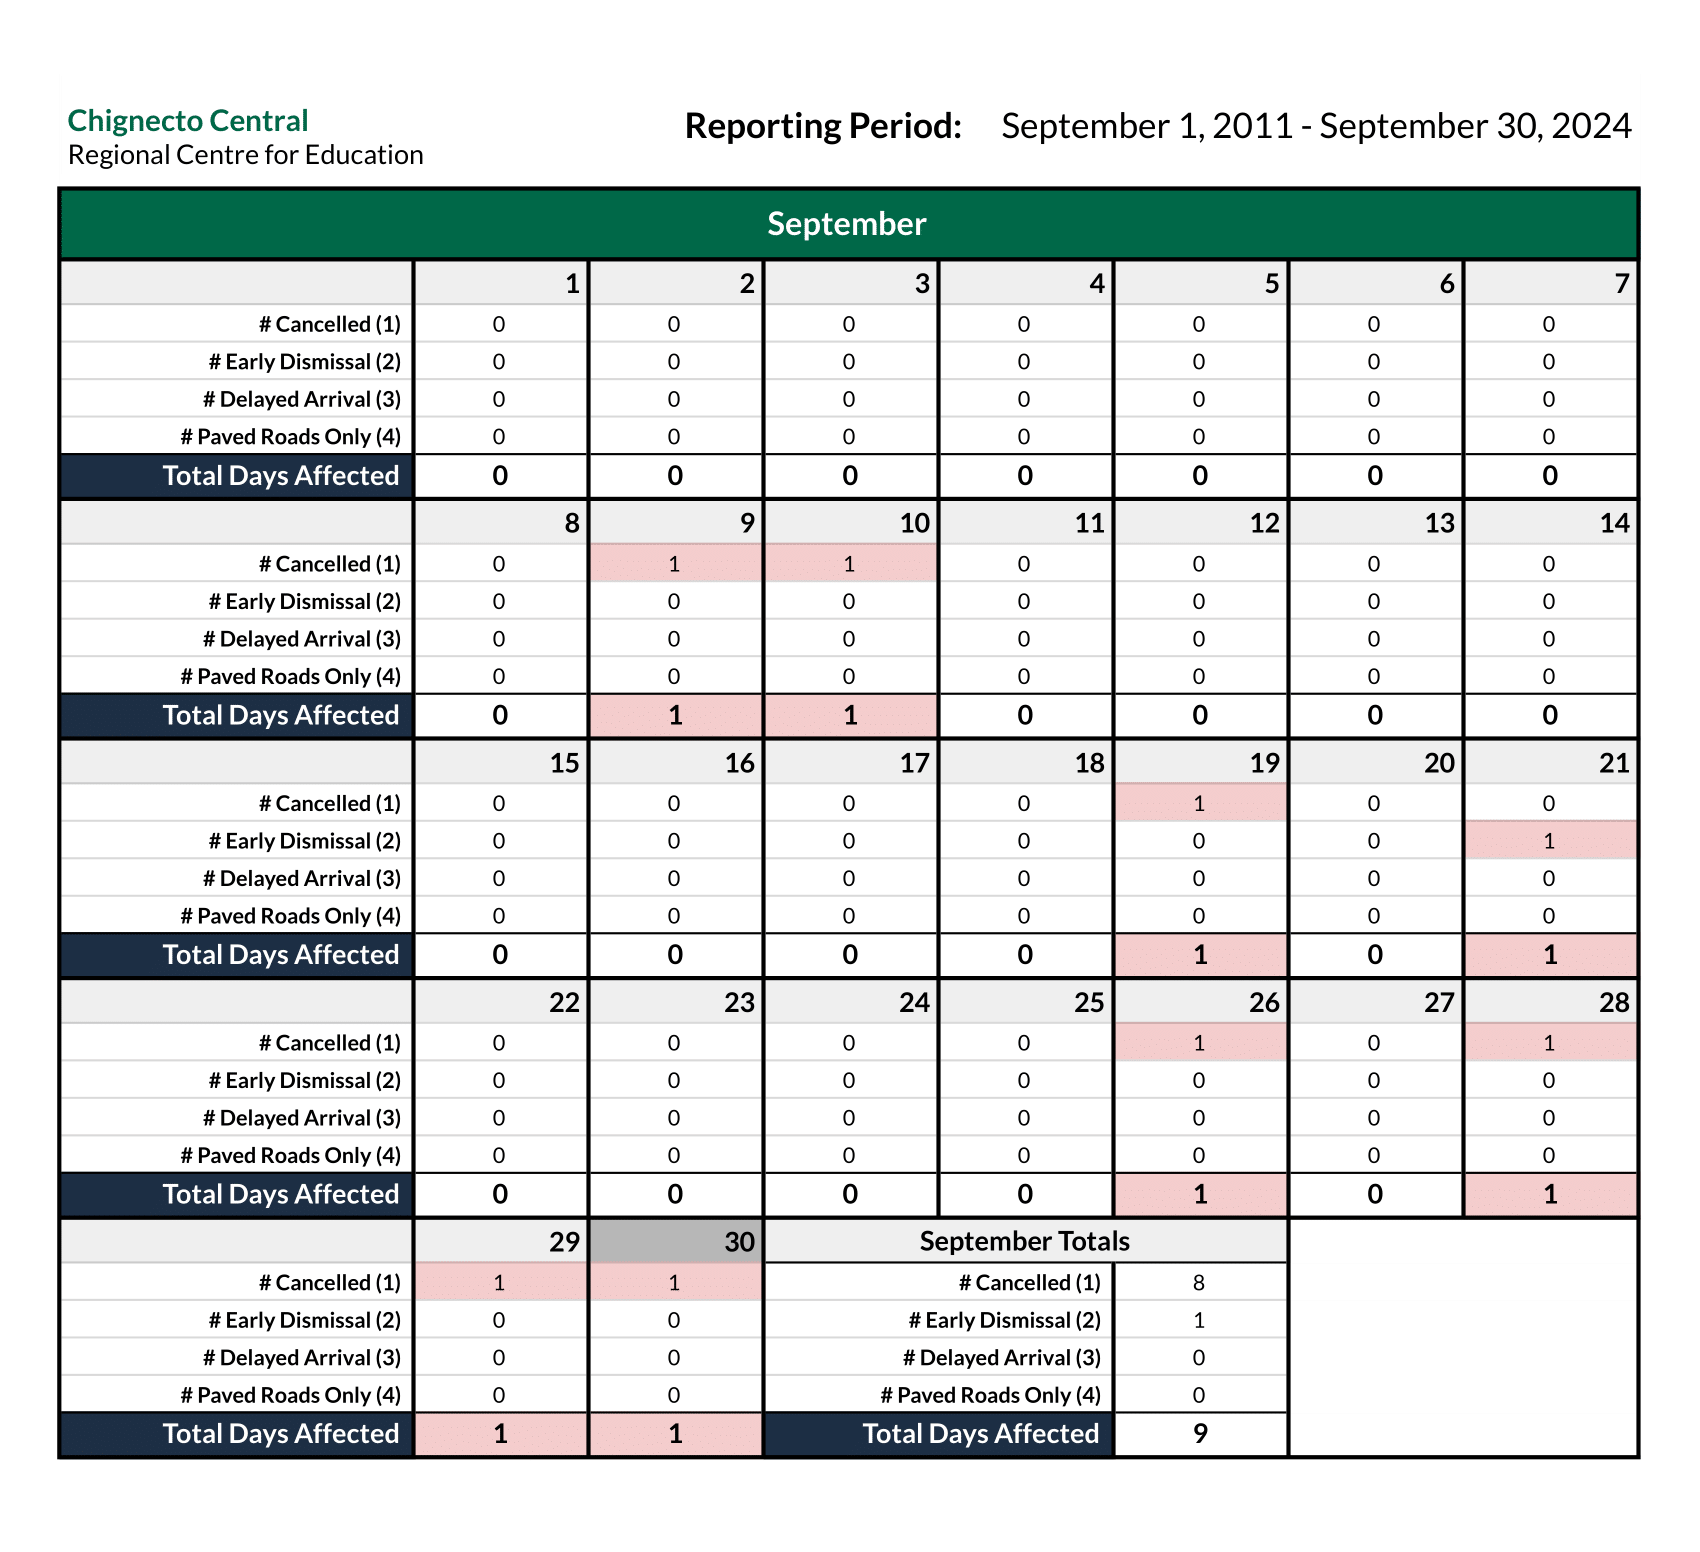 Chignecto Central
Regional Centre for Education
Reporting Period: September 1, 2011 - September 30, 2024
September
1 2 3 4 5 6 7
# Cancelled (1) 0 0 0 0 0 0 0
# Early Dismissal (2) 0 0 0 0 0 0 0
# Delayed Arrival (3) 0 0 0 0 0 0 0
# Paved Roads Only (4) 0 0 0 0 0 0 0
Total Days Affected 0 0 0 0 0 0 0
8 9 10 11 12 13 14
# Cancelled (1) 0 1 1 0 0 0 0
# Early Dismissal (2) 0 0 0 0 0 0 0
# Delayed Arrival (3) 0 0 0 0 0 0 0
# Paved Roads Only (4) 0 0 0 0 0 0 0
Total Days Affected 0 1 1 0 0 0 0
15 16 17 18 19 20 21
# Cancelled (1) 0 0 0 0 1 0 0
# Early Dismissal (2) 0 0 0 0 0 0 1
# Delayed Arrival (3) 0 0 0 0 0 0 0
# Paved Roads Only (4) 0 0 0 0 0 0 0
Total Days Affected 0 0 0 0 1 0 1
22 23 24 25 26 27 28
# Cancelled (1) 0 0 0 0 1 0 1
# Early Dismissal (2) 0 0 0 0 0 0 0
# Delayed Arrival (3) 0 0 0 0 0 0 0
# Paved Roads Only (4) 0 0 0 0 0 0 0
Total Days Affected 0 0 0 0 1 0 1
29 30 September Totals
# Cancelled (1) 1 1 # Cancelled (1) 8
# Early Dismissal (2) 0 0 # Early Dismissal (2) 1
# Delayed Arrival (3) 0 0 # Delayed Arrival (3) 0
# Paved Roads Only (4) 0 0 # Paved Roads Only (4) 0
Total Days Affected 1 1 Total Days Affected 9